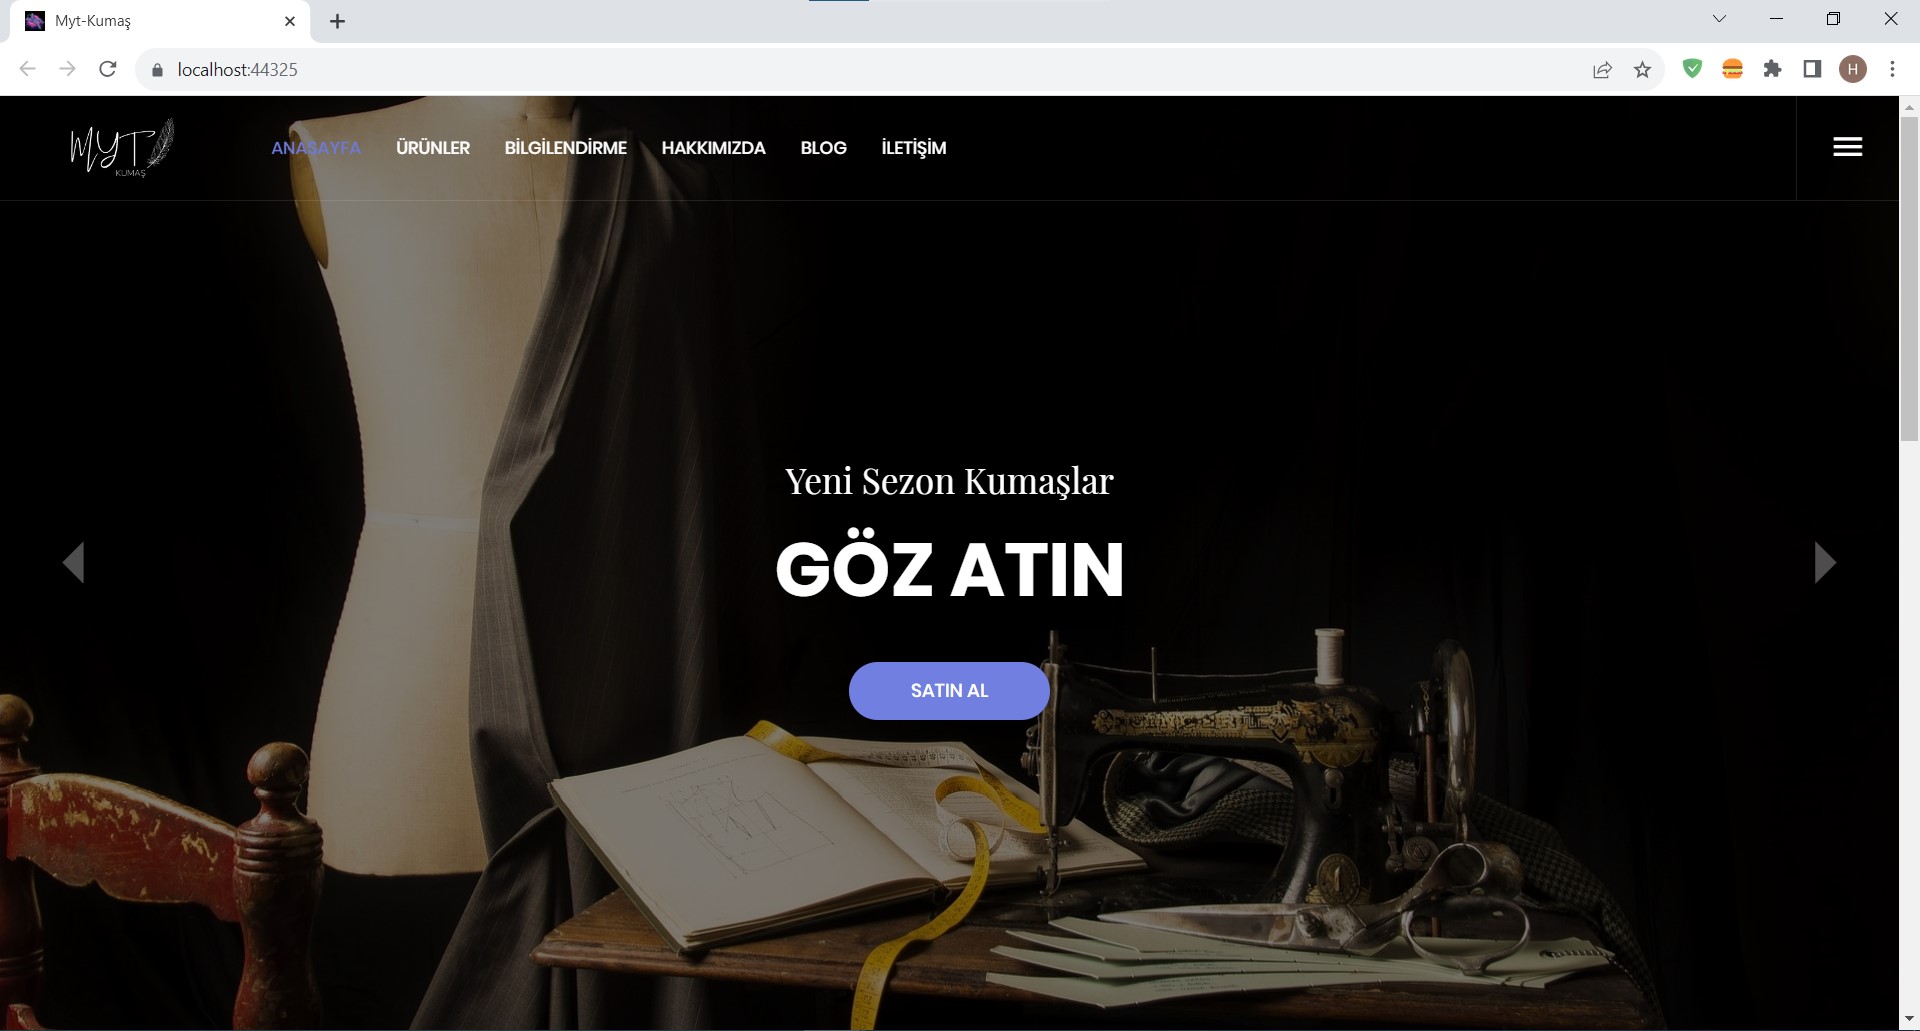 Myt-Kumaş
localhost:44325
H
MYT
KUMAŞ
ANASAYFA ÜRÜNLER BİLGİLENDİRME HAKKIMIZDA BLOG İLETİŞİM
Yeni Sezon Kumaşlar
GÖZ ATIN
SATIN AL